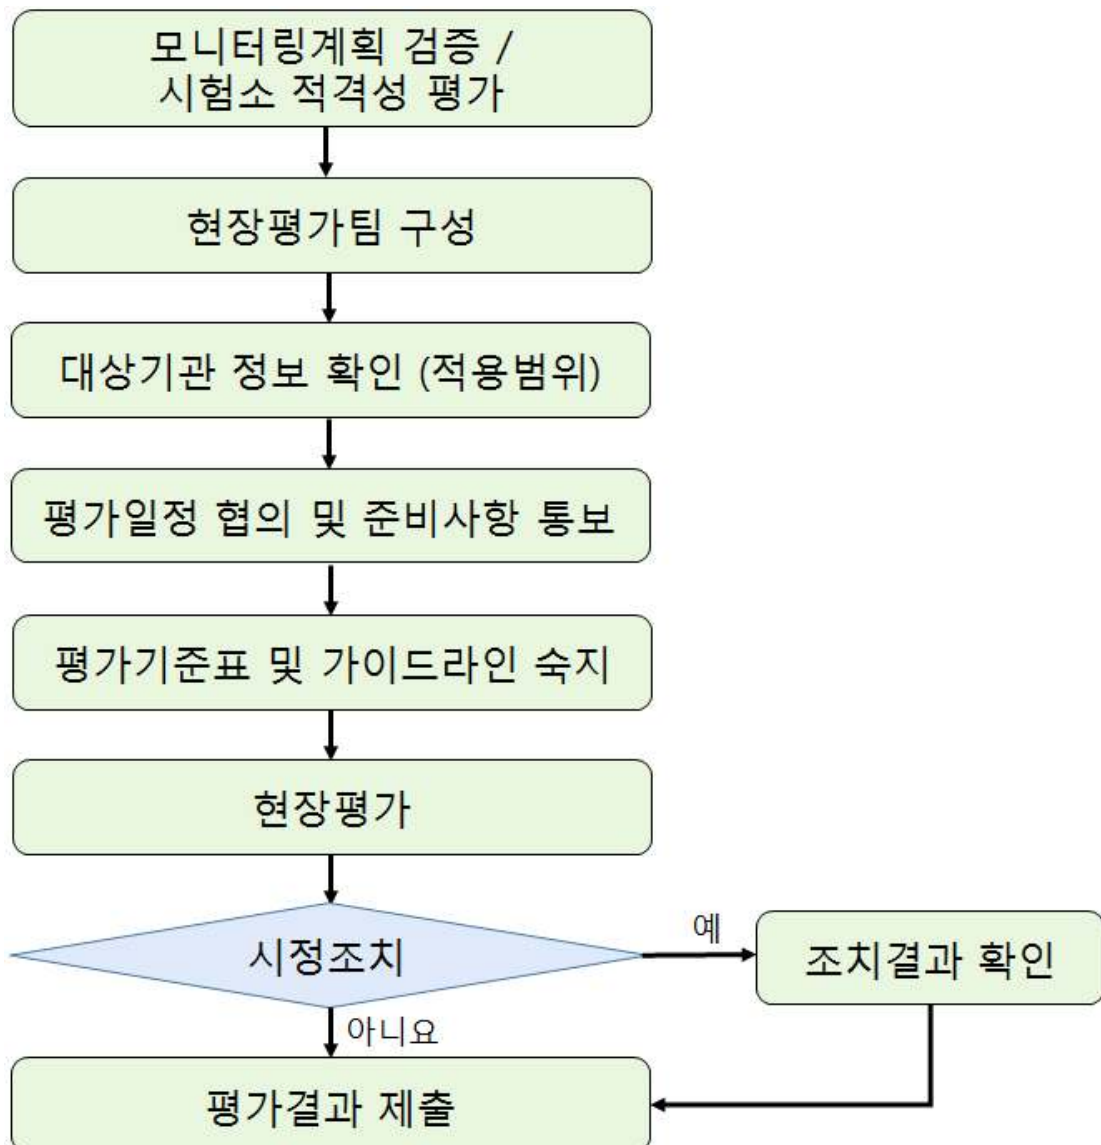 모니터링계획 검증 /
시험소 적격성 평가
현장평가팀 구성
대상기관 정보 확인 (적용범위)
평가일정 협의 및 준비사항 통보
평가기준표 및 가이드라인 숙지
현장평가
시정조치
예
조치결과 확인
아니요
평가결과 제출